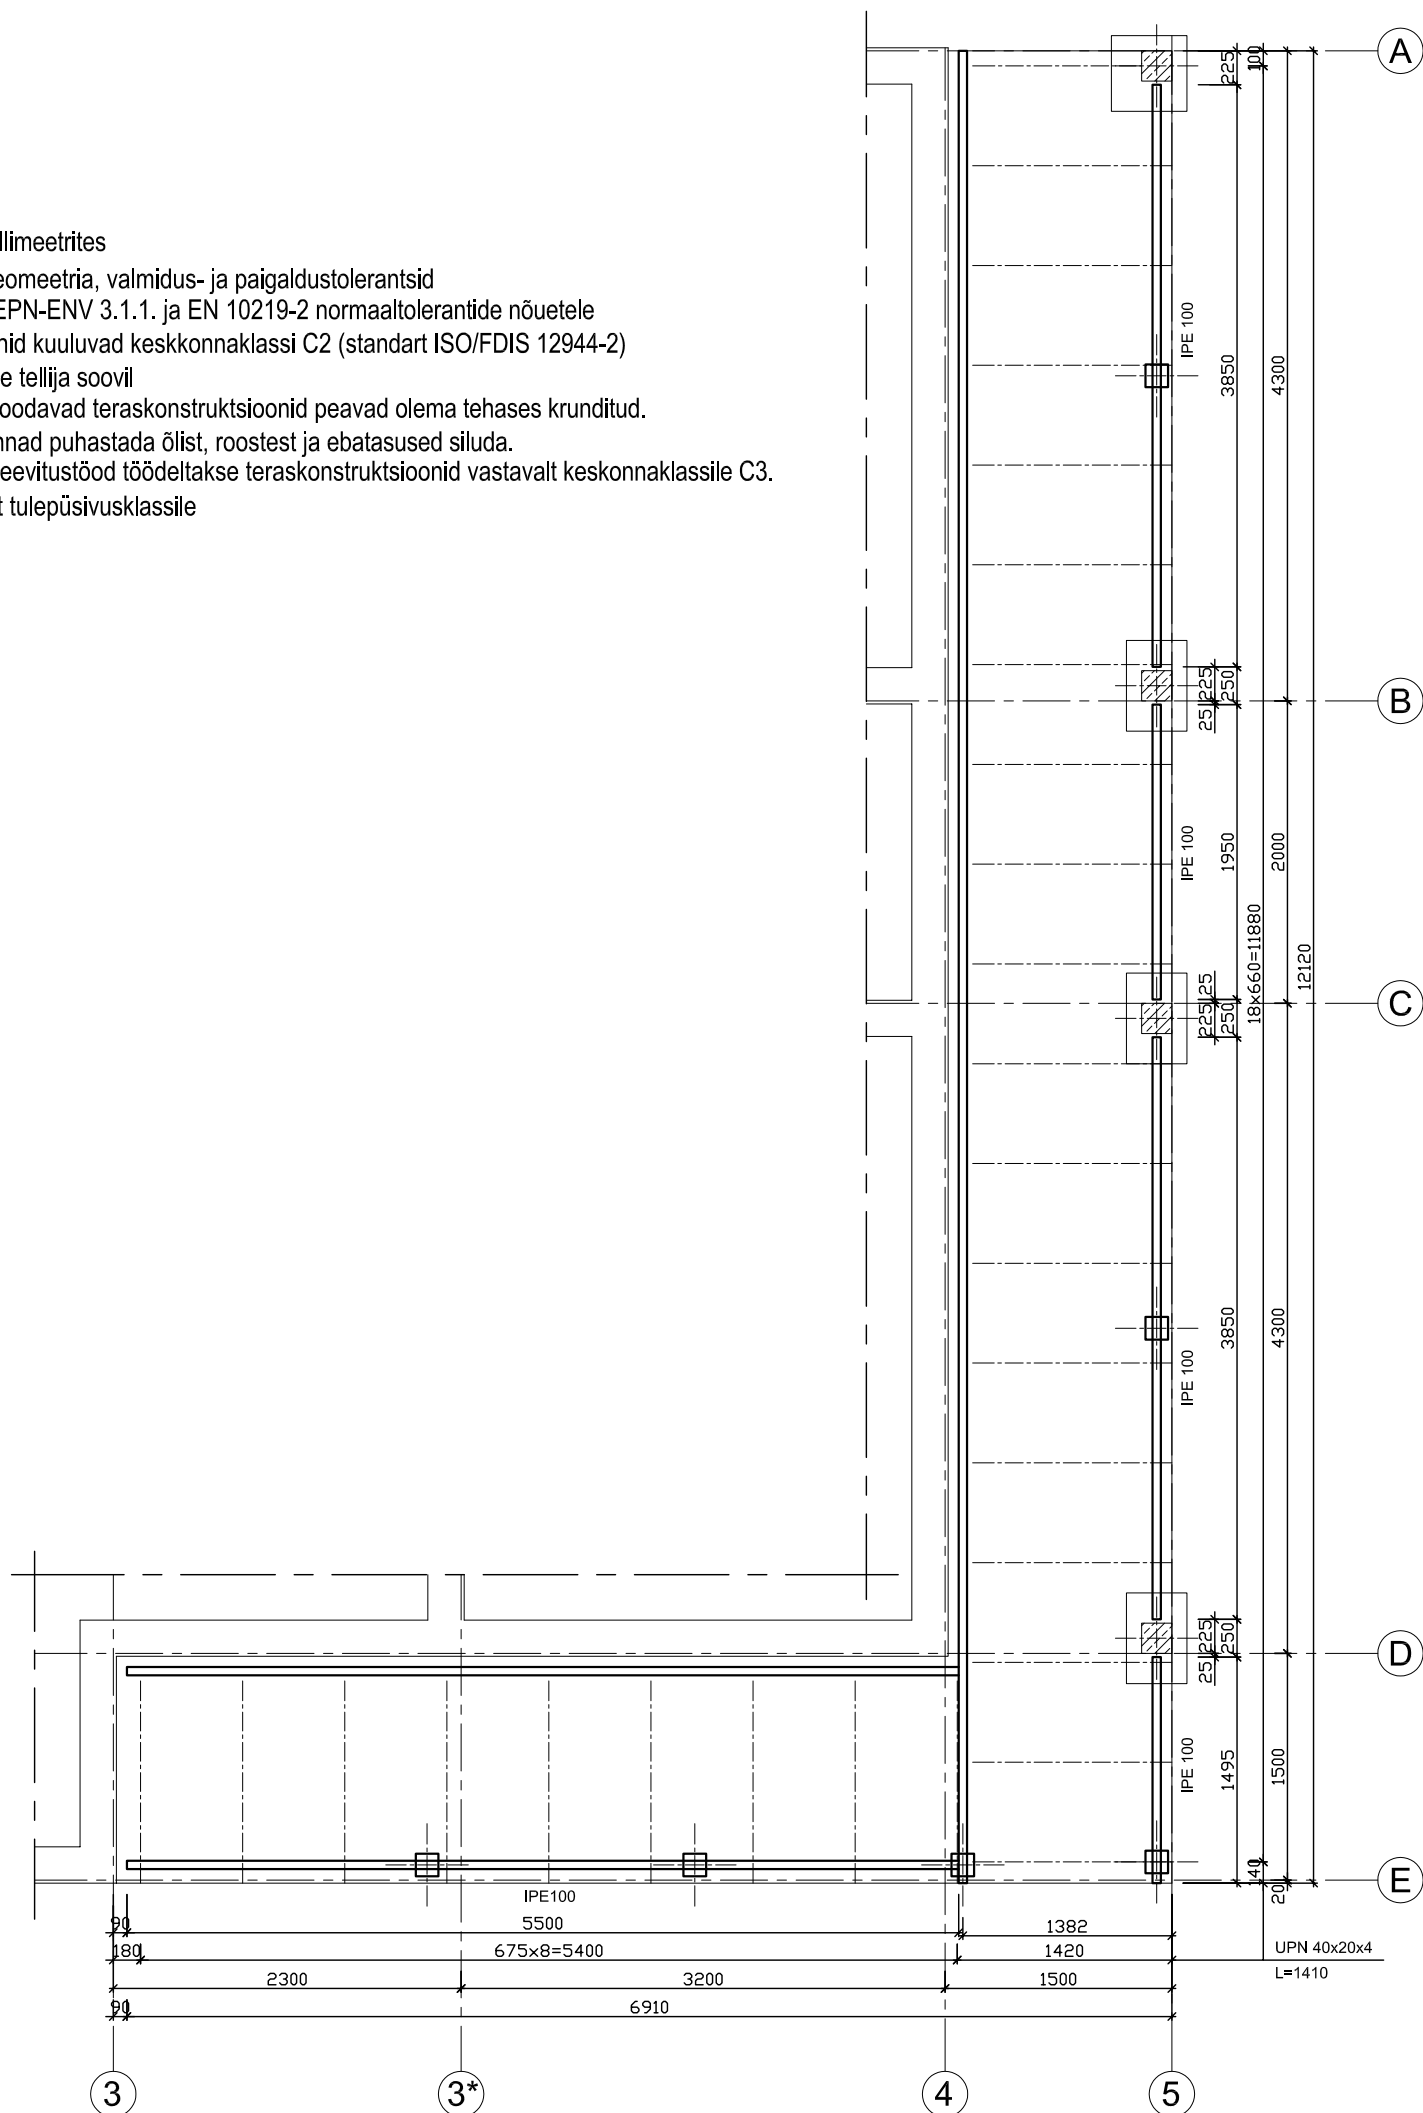 llimeetrites
eomeetria, valmidus- ja paigaldustolerantsid
EPN-ENV 3.1.1. ja EN 10219-2 normaaltolerantide nõuetele
nid kuuluvad keskkonnaklassi C2 (standart ISO/FDIS 12944-2)
e tellija soovil
oodavad teraskonstruktsioonid peavad olema tehases krunditud.
nnad puhastada õlist, roostest ja ebatasused siluda.
eevitustööd töödeltakse teraskonstruktsioonid vastavalt keskonnaklassile C3.
t tulepüsivusklassile
A
225
100
IPE 100
3850
4300
225
250
B
25
IPE 100
1950
2000
18x660=11880
12120
25
C
225
250
3850
4300
IPE 100
225
250
D
25
IPE 100
1495
1500
140
E
20
IPE100
90
5500
1382
180
675x8=5400
1420
UPN 40x20x4
L=1410
2300
3200
1500
90
6910
3
3*
4
5